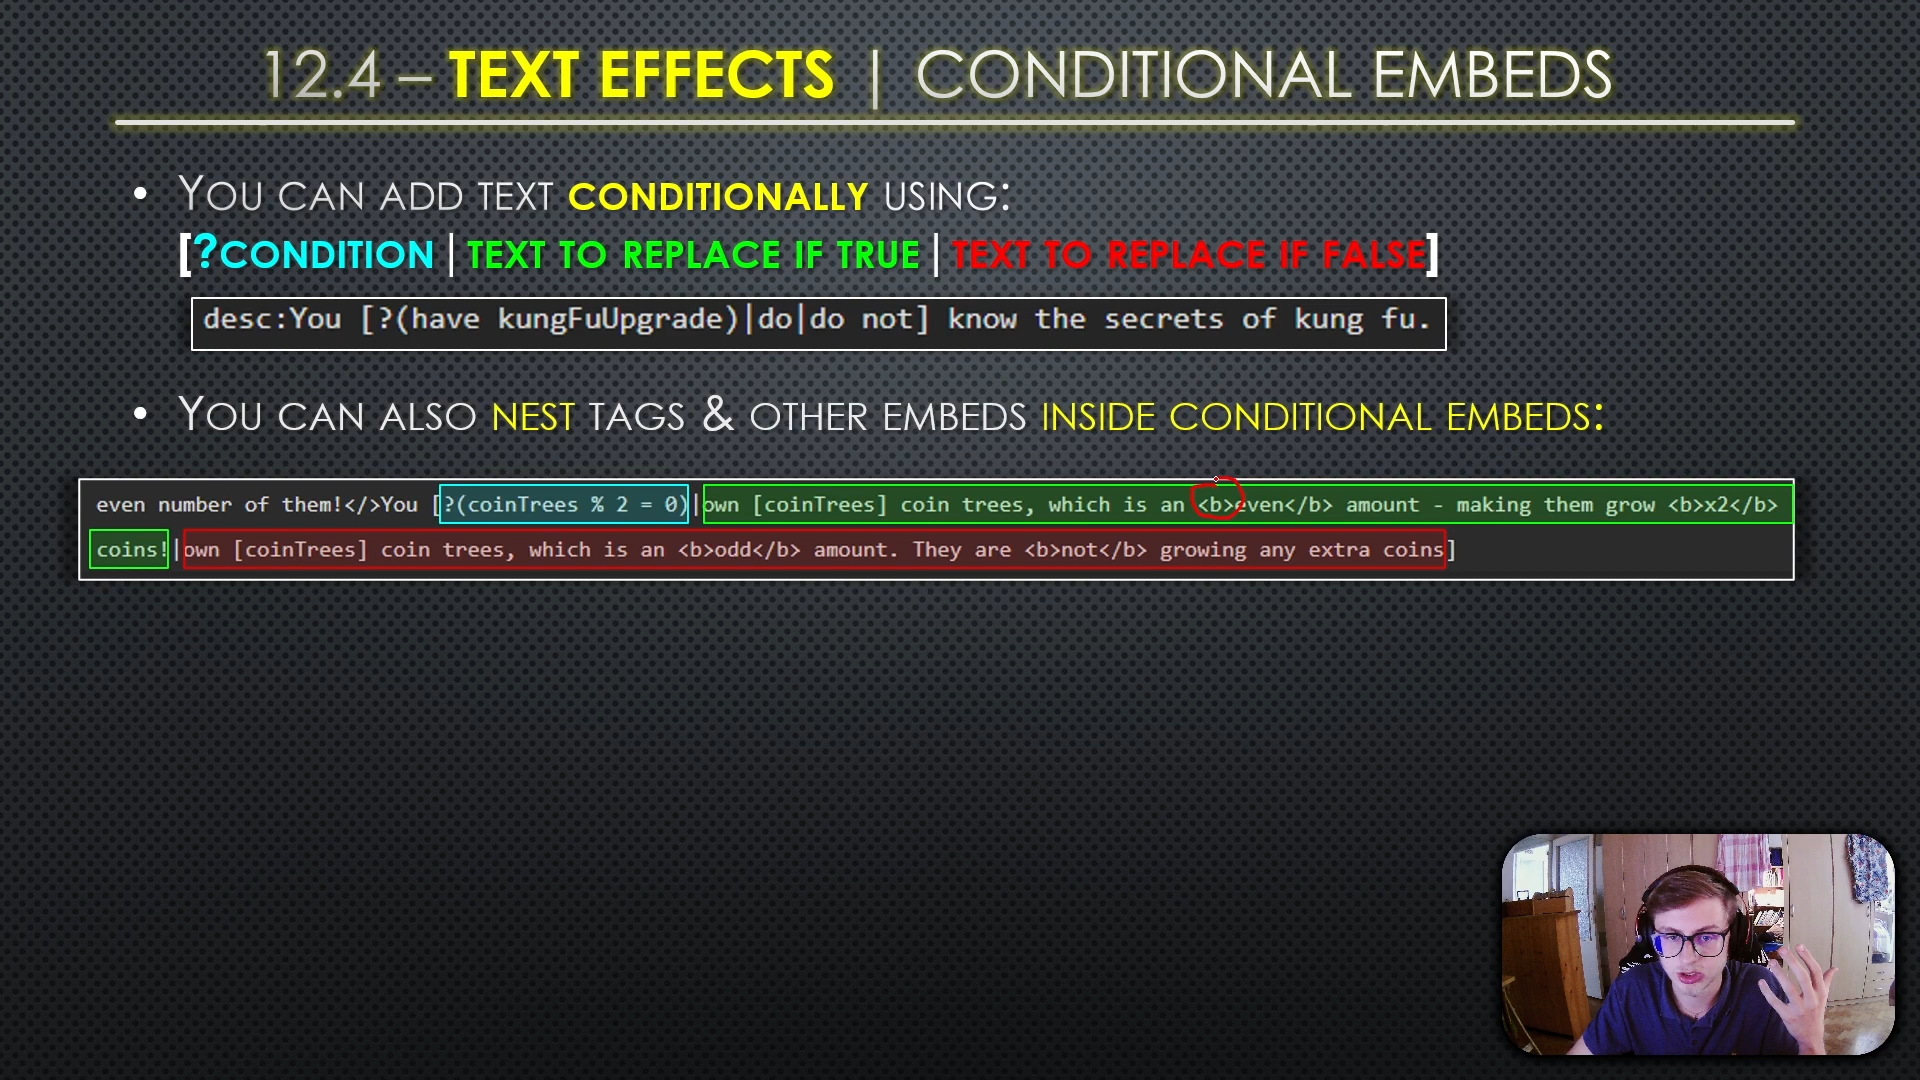 12.4 – TEXT EFFECTS | CONDITIONAL EMBEDS
• YOU CAN ADD TEXT CONDITIONALLY USING:
[?CONDITION | TEXT TO REPLACE IF TRUE | TEXT TO REPLACE IF FALSE]
desc:You [?(have kungFuUpgrade)|do|do not] know the secrets of kung fu.
• YOU CAN ALSO NEST TAGS & OTHER EMBEDS INSIDE CONDITIONAL EMBEDS:
even number of them!</>You [?(coinTrees % 2 = 0)|own [coinTrees] coin trees, which is an <b>even</b> amount - making them grow <b>x2</b>
coins!|own [coinTrees] coin trees, which is an <b>odd</b> amount. They are <b>not</b> growing any extra coins]